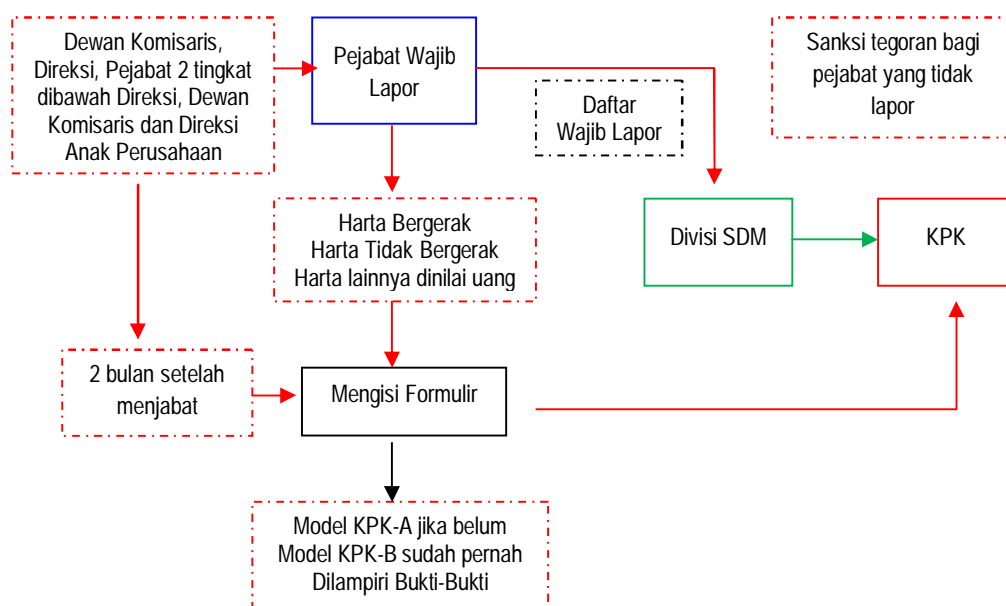 Dewan Komisaris,
Direksi, Pejabat 2 tingkat
dibawah Direksi, Dewan
Komisaris dan Direksi
Anak Perusahaan
Pejabat Wajib
Lapor
Daftar
Wajib Lapor
Sanksi tegoran bagi
pejabat yang tidak
lapor
Harta Bergerak
Harta Tidak Bergerak
Harta lainnya dinilai uang
Divisi SDM
KPK
2 bulan setelah
menjabat
Mengisi Formulir
Model KPK-A jika belum
Model KPK-B sudah pernah
Dilampiri Bukti-Bukti